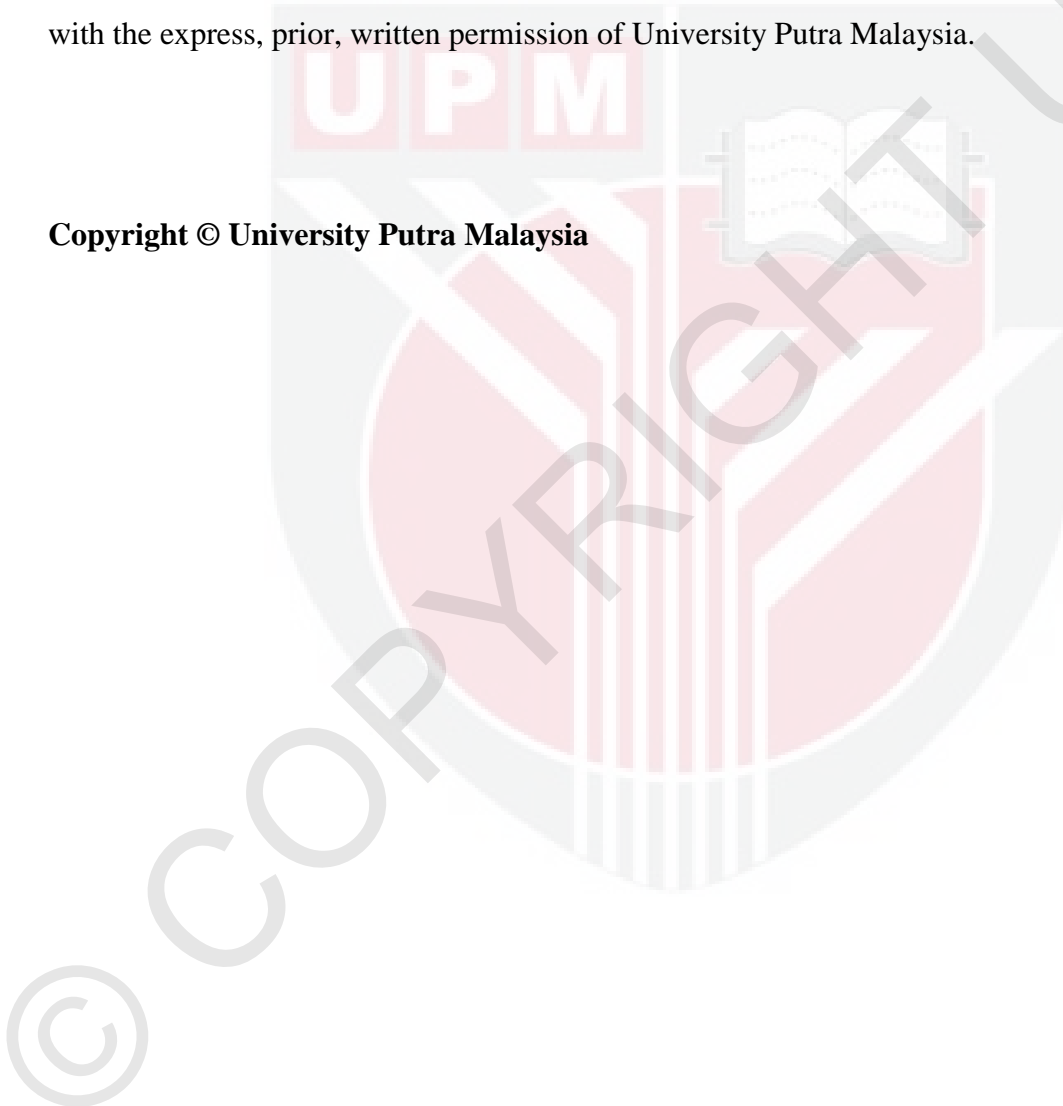 with the express, prior, written permission of University Putra Malaysia.
UPM
Copyright © University Putra Malaysia
© COPYRIGHT U